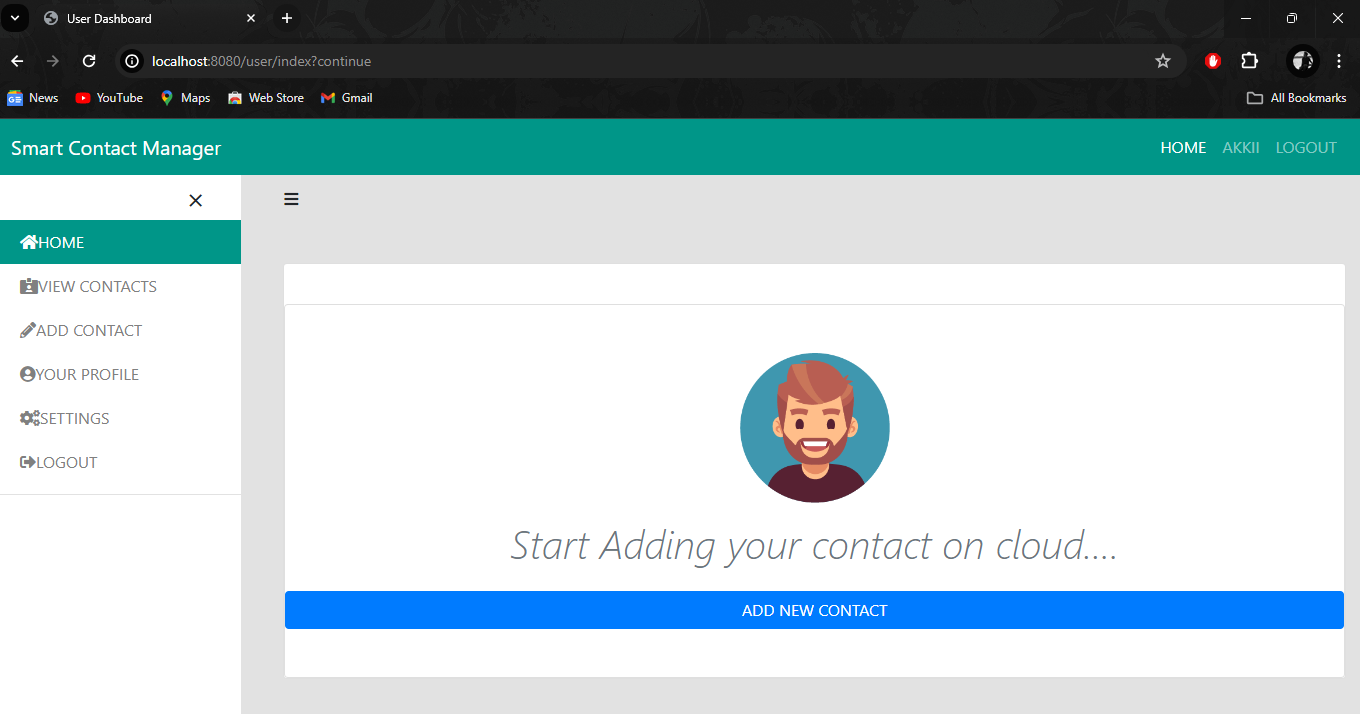 User Dashboard
localhost:8080/user/index?continue
News YouTube Maps Web Store Gmail All Bookmarks
Smart Contact Manager HOME AKKII LOGOUT
HOME
VIEW CONTACTS
ADD CONTACT
YOUR PROFILE
SETTINGS
LOGOUT
Start Adding your contact on cloud....
ADD NEW CONTACT